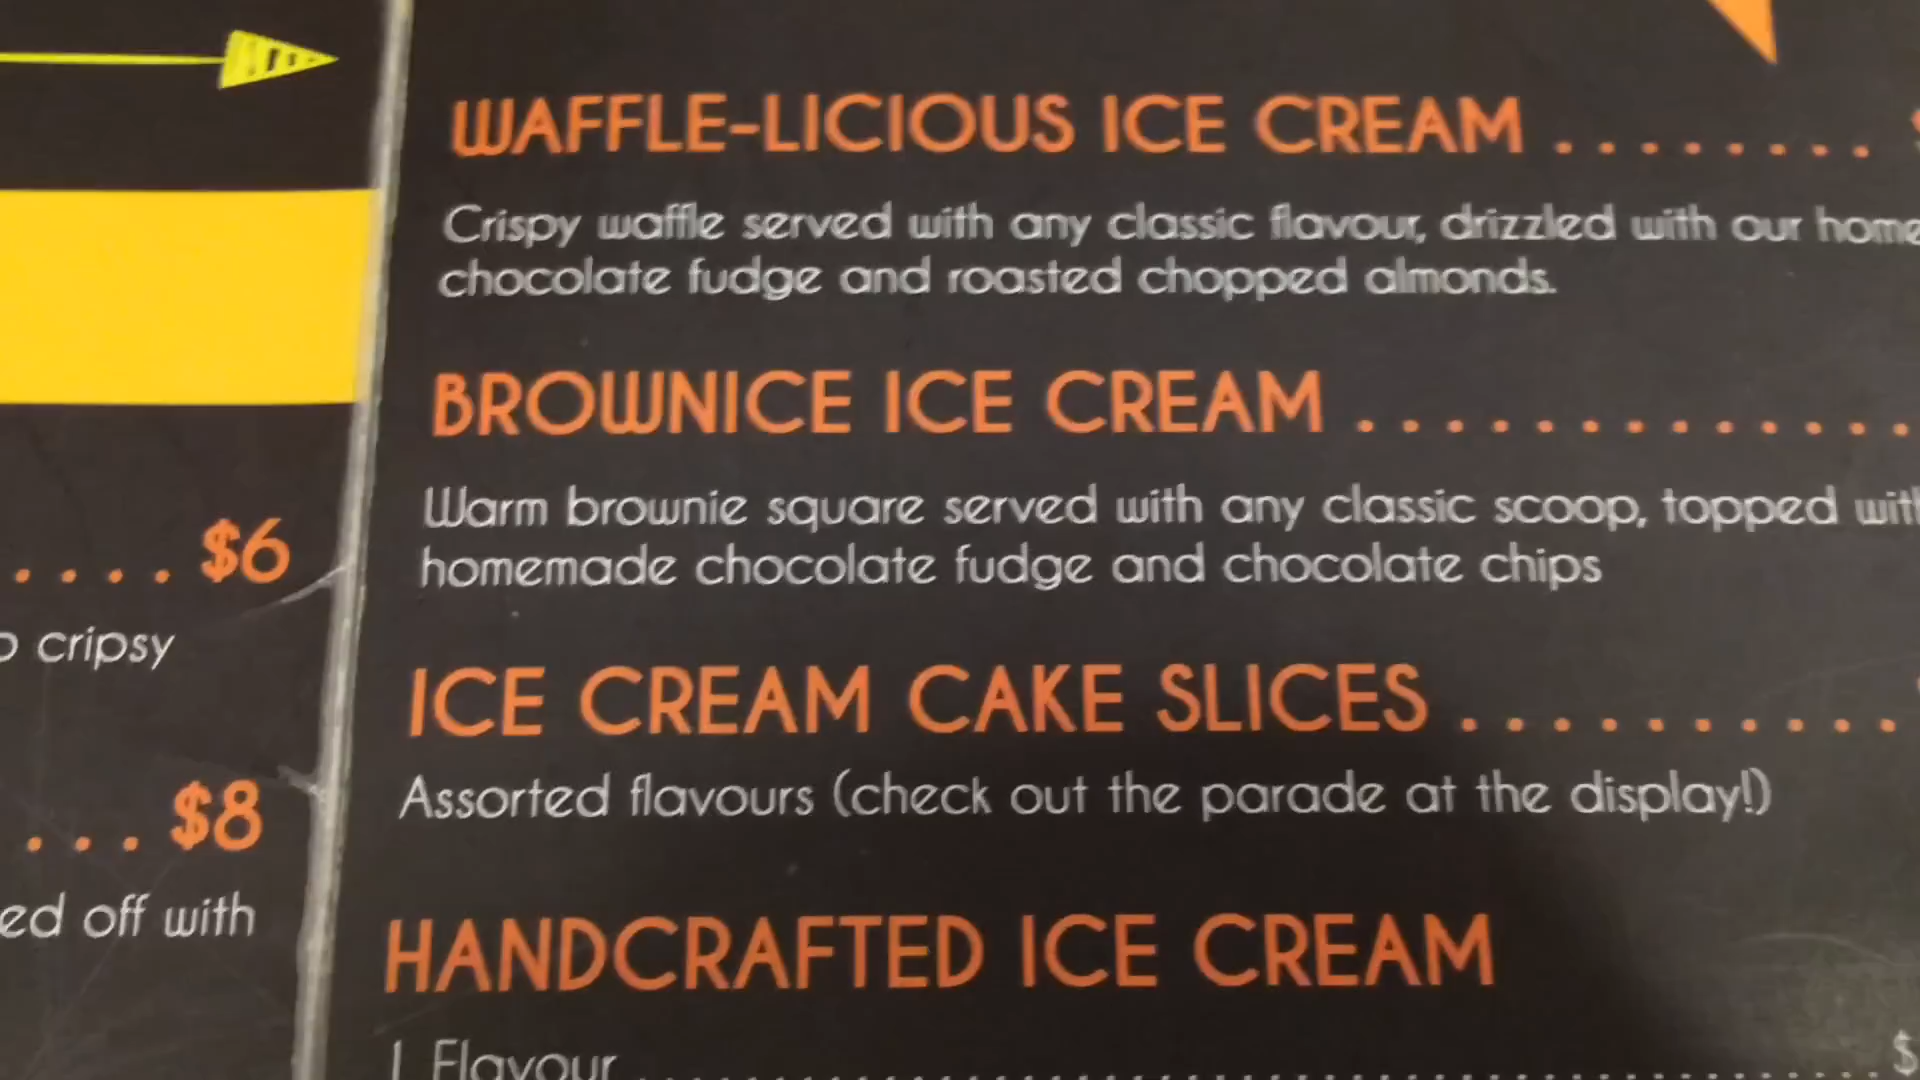 .... $6
cripsy
... $8
ed off with
WAFFLE-LICIOUS ICE CREAM ........
Crispy waffle served with any classic flavour, drizzled with our home
chocolate fudge and roasted chopped almonds.
BROWNICE ICE CREAM .............
Warm brownie square served with any classic scoop, topped with
homemade chocolate fudge and chocolate chips
ICE CREAM CAKE SLICES ..........
Assorted flavours (check out the parade at the display!)
HANDCRAFTED ICE CREAM
1 Flavour ........ $